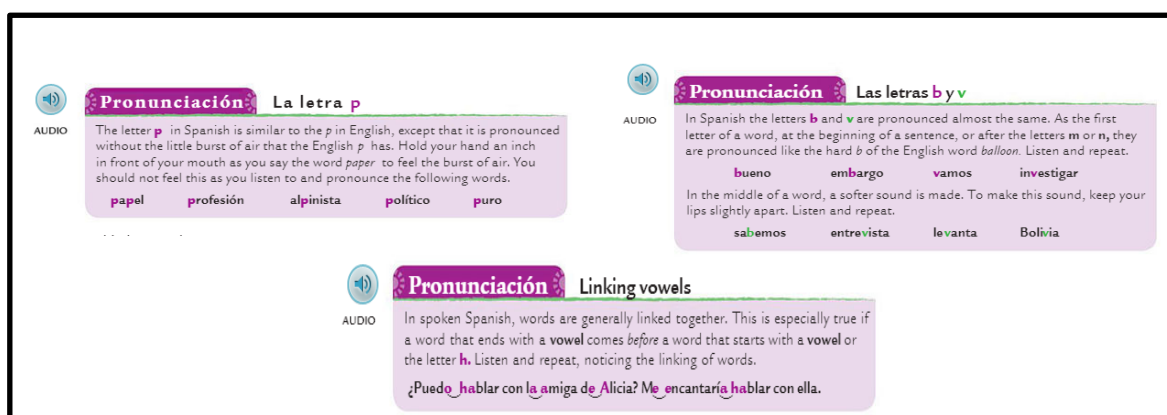 Pronunciación La letra p
AUDIO
The letter p in Spanish is similar to the p in English, except that it is pronounced
without the little burst of air that the English p has. Hold your hand an inch
in front of your mouth as you say the word paper to feel the burst of air. You
should not feel this as you listen to and pronounce the following words.
papel profesión alpinista político puro
Pronunciación Las letras b y v
AUDIO
In Spanish the letters b and v are pronounced almost the same. As the first
letter of a word, at the beginning of a sentence, or after the letters m or n, they
are pronounced like the hard b of the English word balloon. Listen and repeat.
bueno embargo vamos investigar
In the middle of a word, a softer sound is made. To make this sound, keep your
lips slightly apart. Listen and repeat.
sabemos entrevista levanta Bolivia
Pronunciación Linking vowels
AUDIO
In spoken Spanish, words are generally linked together. This is especially true if
a word that ends with a vowel comes before a word that starts with a vowel or
the letter h. Listen and repeat, noticing the linking of words.
¿Puedo hablar con la amiga de Alicia? Me encantaría hablar con ella.